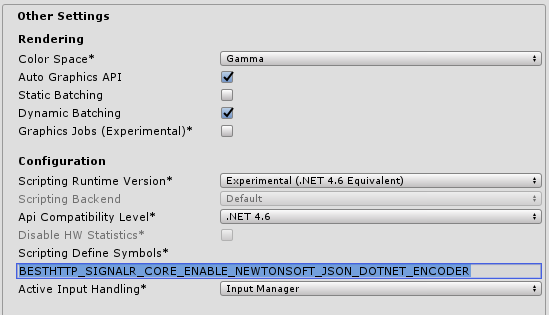 Other Settings
Rendering
Color Space* Gamma
Auto Graphics API
Static Batching
Dynamic Batching
Graphics Jobs (Experimental)*
Configuration
Scripting Runtime Version* Experimental (.NET 4.6 Equivalent)
Scripting Backend Default
Api Compatibility Level* .NET 4.6
Disable HW Statistics*
Scripting Define Symbols*
BESTHTTP_SIGNALR_CORE_ENABLE_NEWTONSOFT_JSON_DOTNET_ENCODER
Active Input Handling* Input Manager